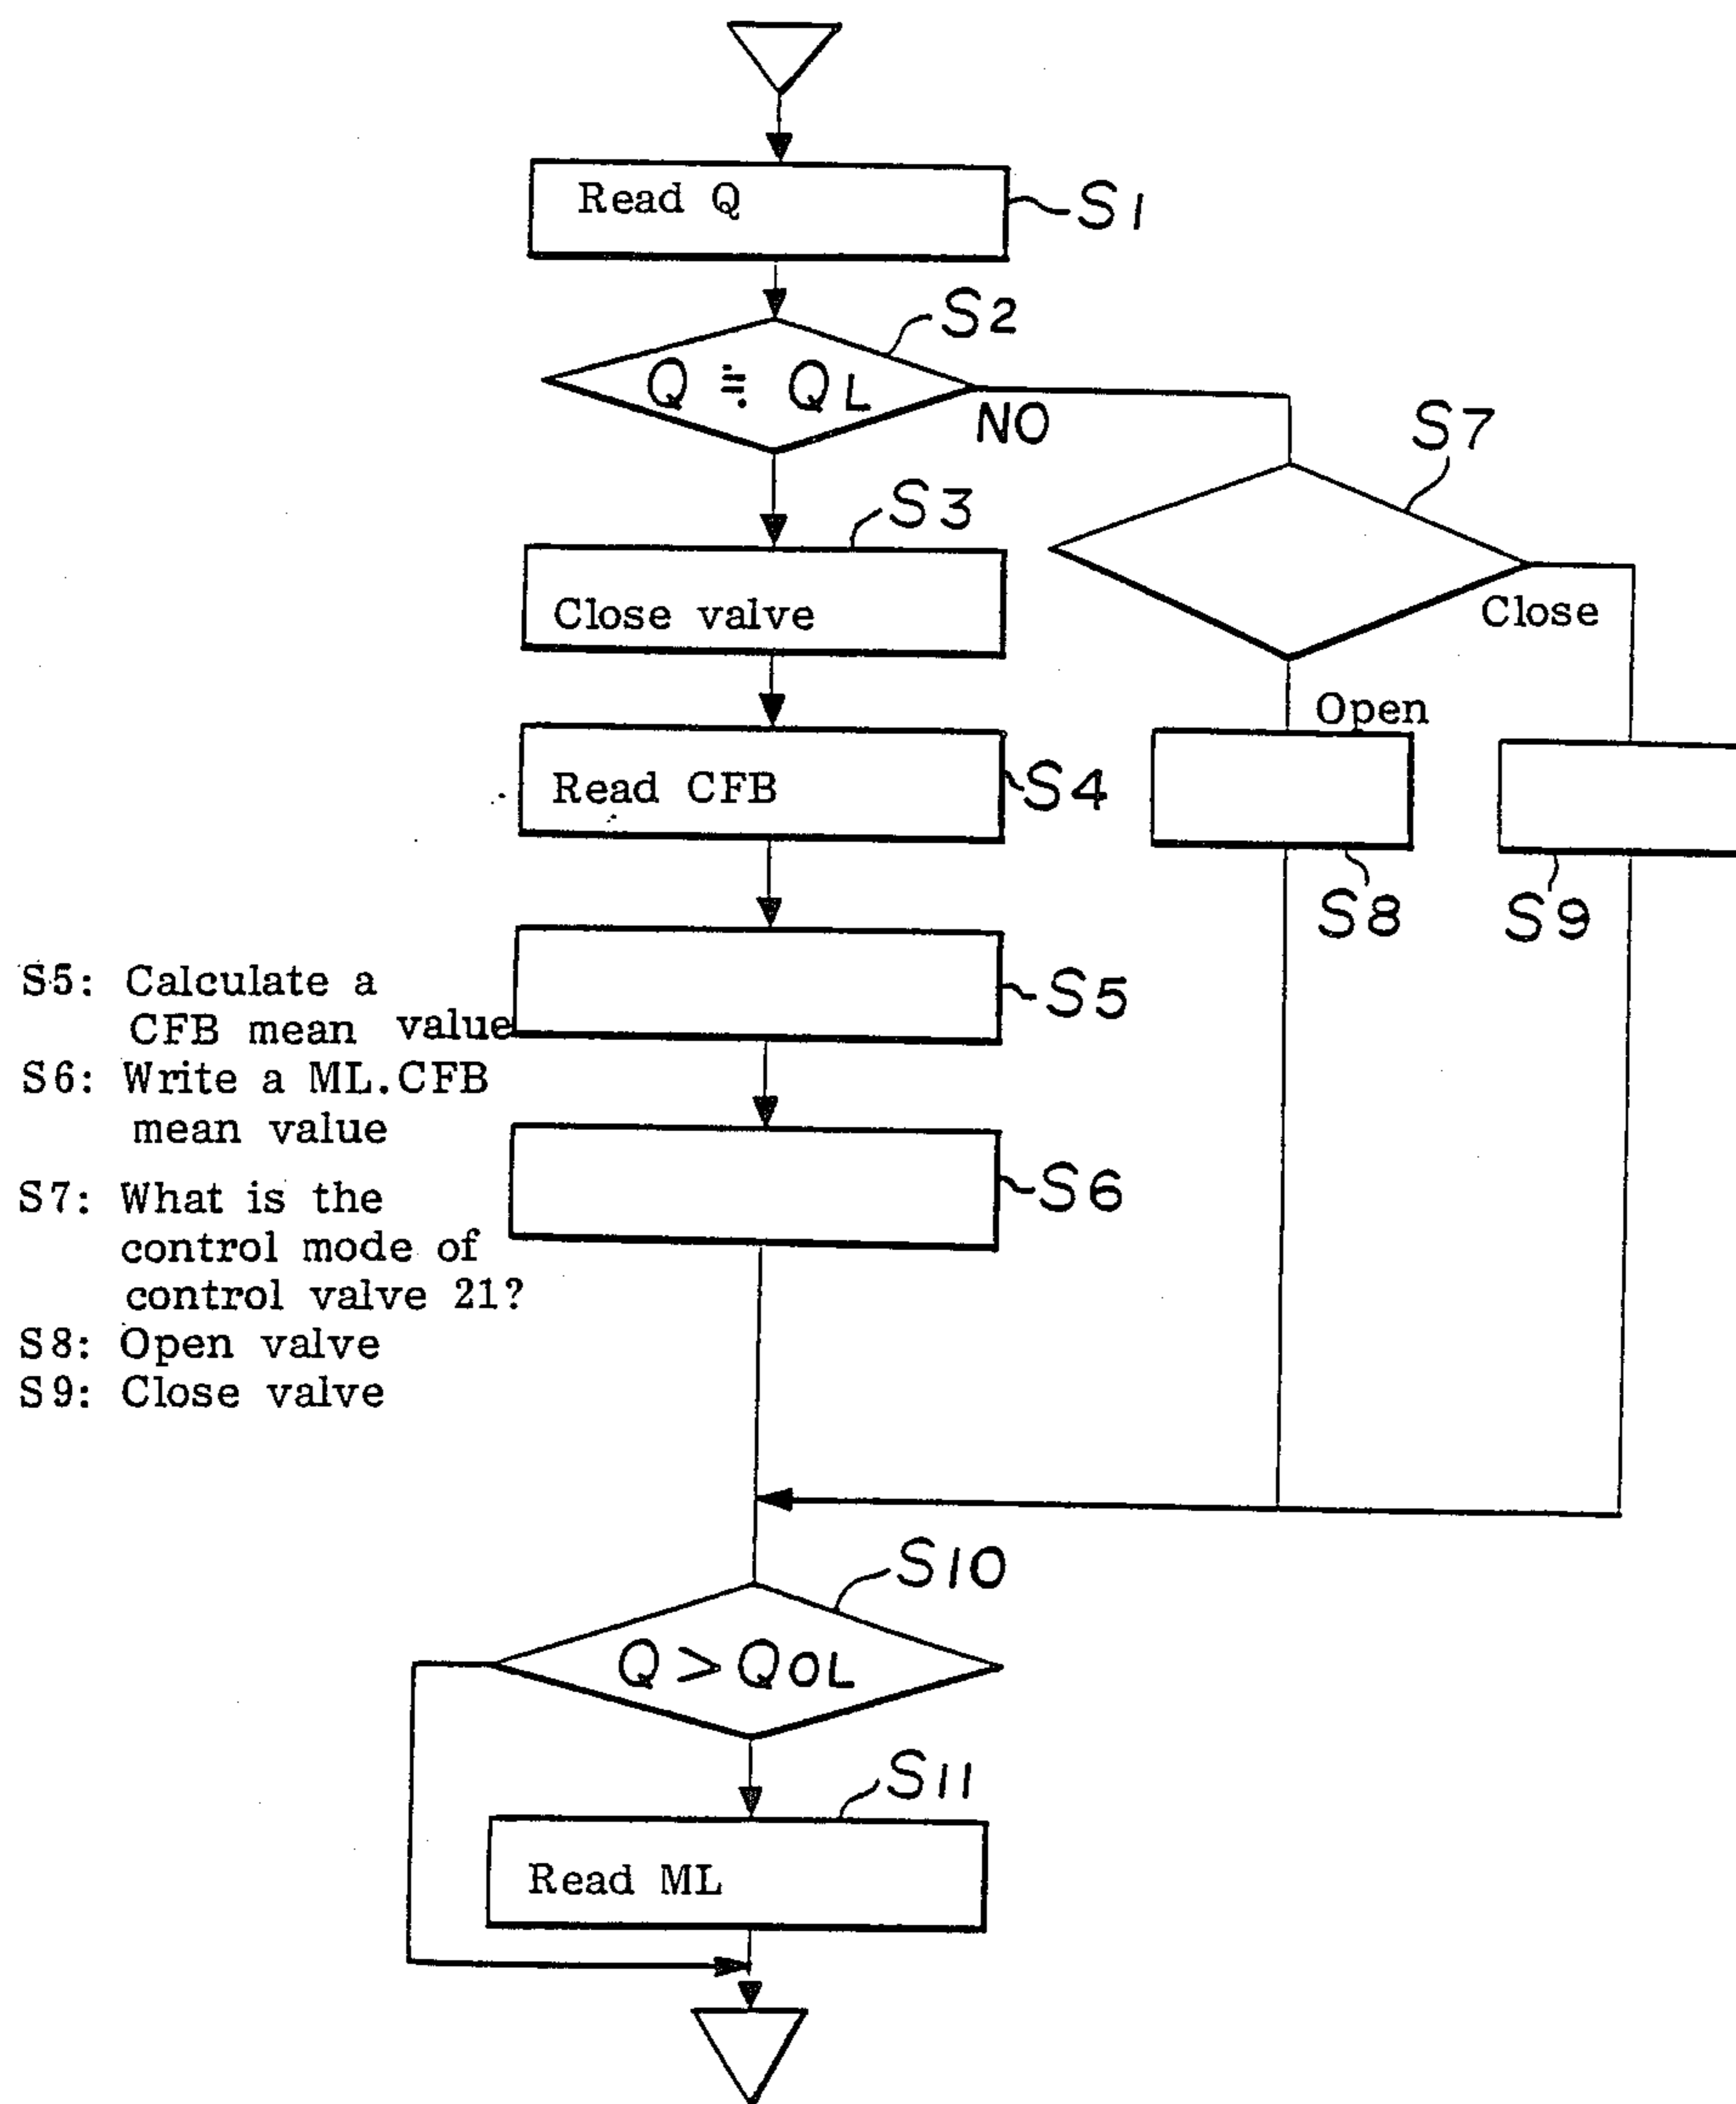 Read Q
S1
S2
Q ≒ QL
NO
S7
S3
Close valve
Close
Open
Read CFB
S4
S8
S9
S5: Calculate a
CFB mean value
S5
S6: Write a ML.CFB
mean value
S6
S7: What is the
control mode of
control valve 21?
S8: Open valve
S9: Close valve
S10
Q > QOL
S11
Read ML